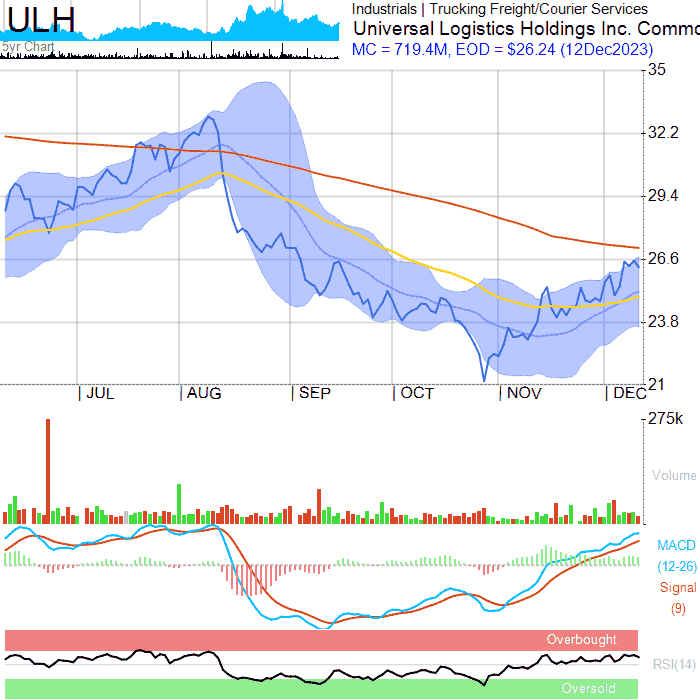 ULH
5yr Chart
Industrials | Trucking Freight/Courier Services
Universal Logistics Holdings Inc. Commo
MC = 719.4M, EOD = $26.24 (12Dec2023)
35
32.2
29.4
26.6
23.8
21
JUL
AUG
SEP
OCT
NOV
DEC
275k
Volume
MACD
(12-26)
Signal
(9)
Overbought
RSI(14)
Oversold